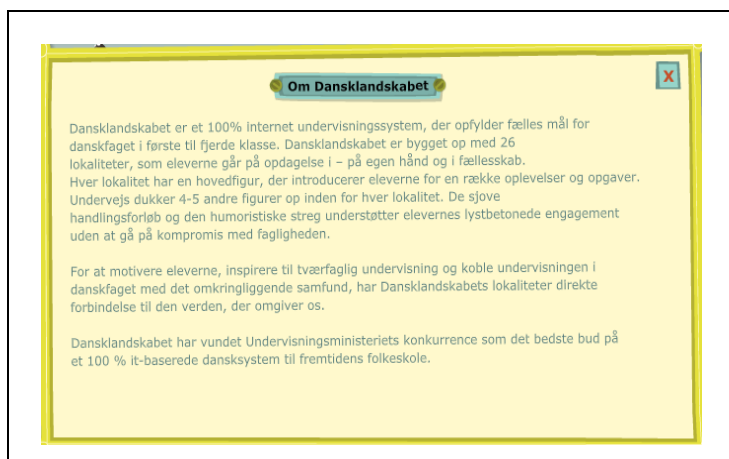 Om Dansklandskabet
X
Dansklandskabet er et 100% internet undervisningssystem, der opfylder fælles mål for
danskfaget i første til fjerde klasse. Dansklandskabet er bygget op med 26
lokaliteter, som eleverne går på opdagelse i – på egen hånd og i fællesskab.
Hver lokalitet har en hovedfigur, der introducerer eleverne for en række oplevelser og opgaver.
Undervejs dukker 4-5 andre figurer op inden for hver lokalitet. De sjove
handlingsforløb og den humoristiske streg understøtter elevernes lystbetonede engagement
uden at gå på kompromis med fagligheden.
For at motivere eleverne, inspirere til tværfaglig undervisning og koble undervisningen i
danskfaget med det omkringliggende samfund, har Dansklandskabets lokaliteter direkte
forbindelse til den verden, der omgiver os.
Dansklandskabet har vundet Undervisningsministeriets konkurrence som det bedste bud på
et 100 % it-baserede dansksystem til fremtidens folkeskole.